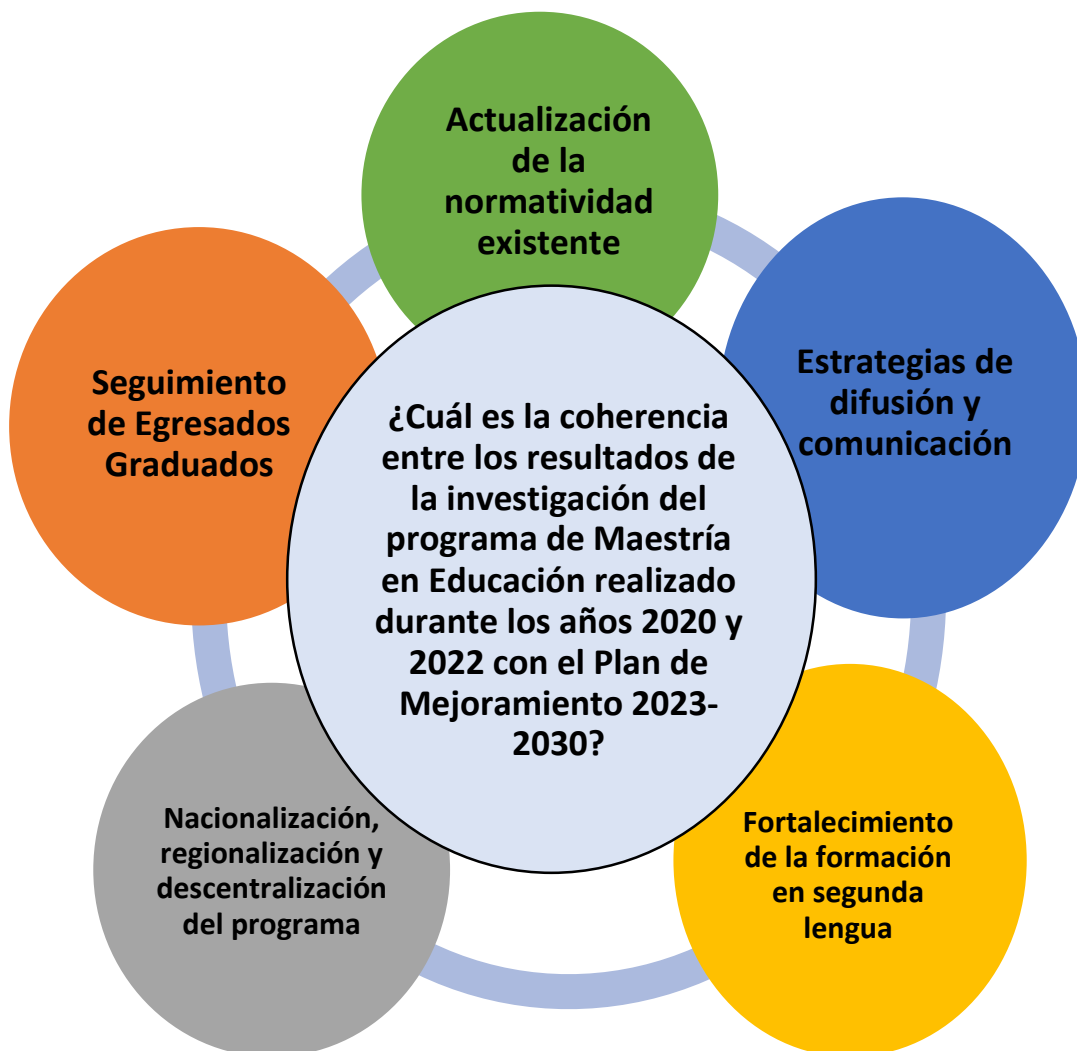 Actualización
de la
normatividad
existente
Estrategias de
difusión y
comunicación
Seguimiento
de Egresados
Graduados
¿Cuál es la coherencia
entre los resultados de
la investigación del
programa de Maestría
en Educación realizado
durante los años 2020 y
2022 con el Plan de
Mejoramiento 2023-
2030?
Nacionalización,
regionalización y
descentralización
del programa
Fortalecimiento
de la formación
en segunda
lengua